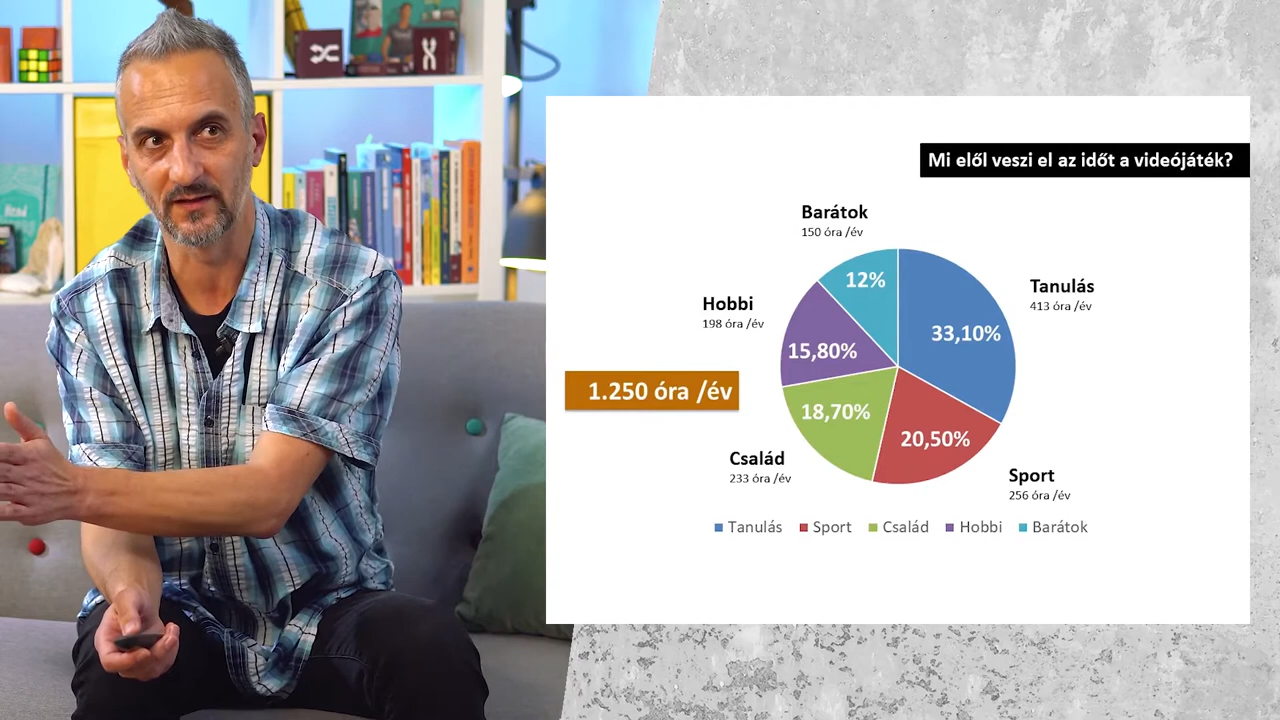 Mi elől veszi el az időt a videójáték?
Barátok
150 óra /év
12%
Tanulás
413 óra /év
33,10%
Hobbi
198 óra /év
15,80%
1.250 óra /év
18,70%
20,50%
Család
233 óra /év
Sport
256 óra /év
Tanulás Sport Család Hobbi Barátok